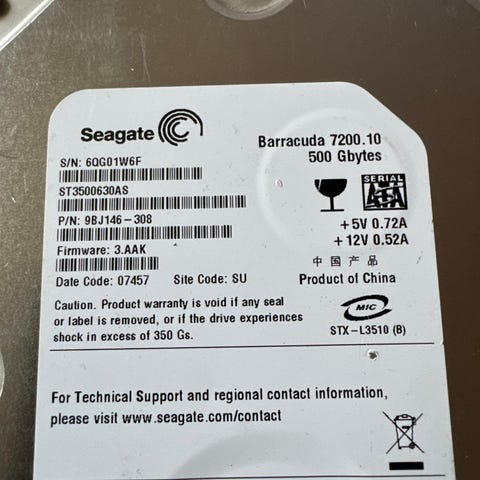 Seagate
Barracuda 7200.10
500 Gbytes
S/N: 6QG01W6F
ST3500630AS
P/N: 9BJ146-308
Firmware: 3.AAK
Date Code: 07457 Site Code: SU
SERIAL
ATA
+5V 0.72A
+12V 0.52A
中国产品
Product of China
Caution. Product warranty is void if any seal
or label is removed, or if the drive experiences
shock in excess of 350 Gs.
MIC
STX-L3510 (B)
For Technical Support and regional contact information,
please visit www.seagate.com/contact